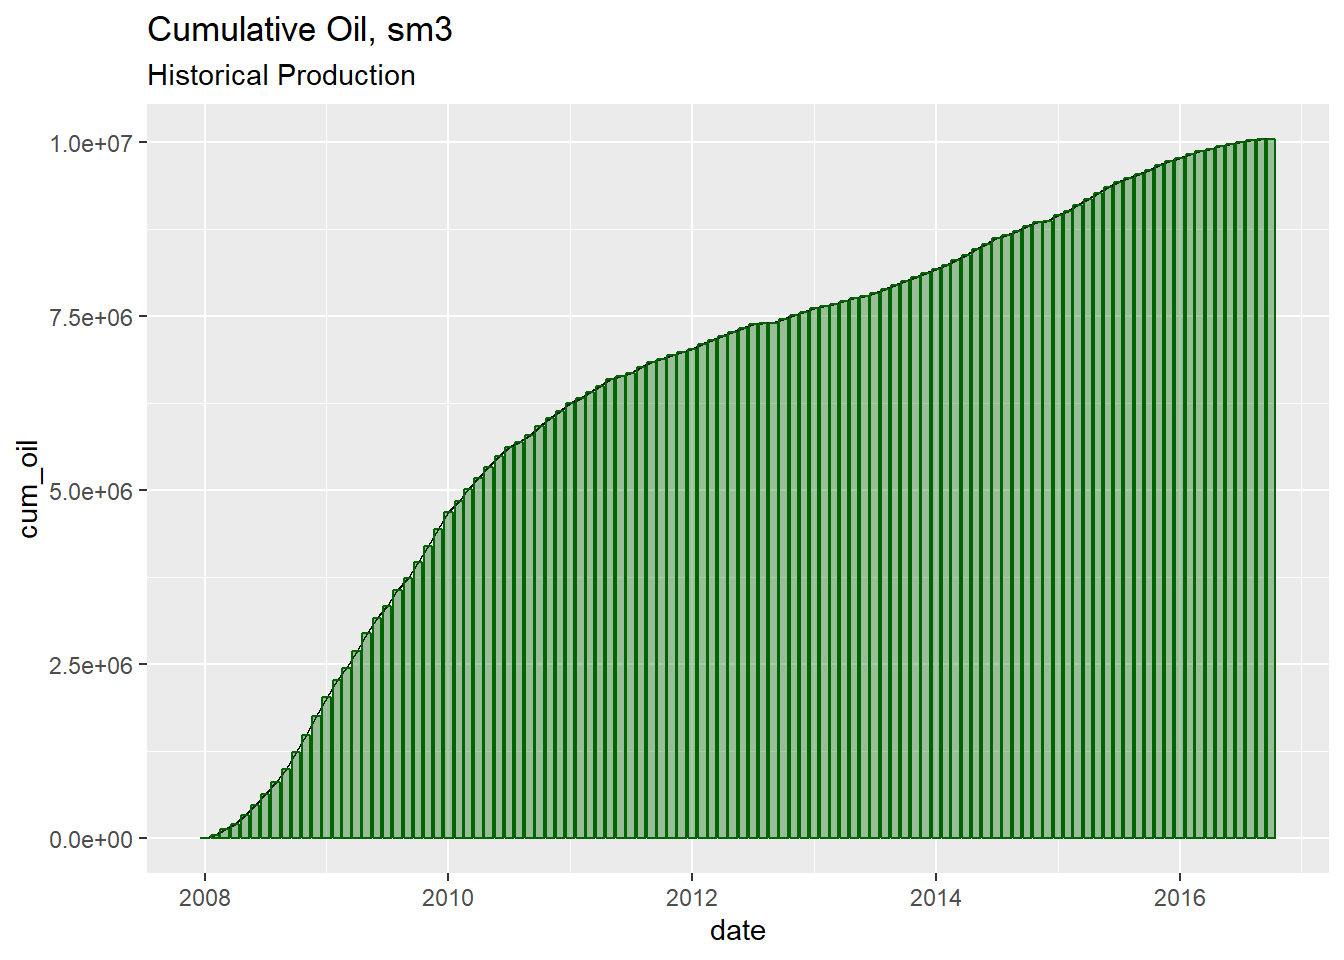 Cumulative Oil, sm3
Historical Production
1.0e+07
7.5e+06
5.0e+06
2.5e+06
0.0e+00
cum_oil
2008 2010 2012 2014 2016
date